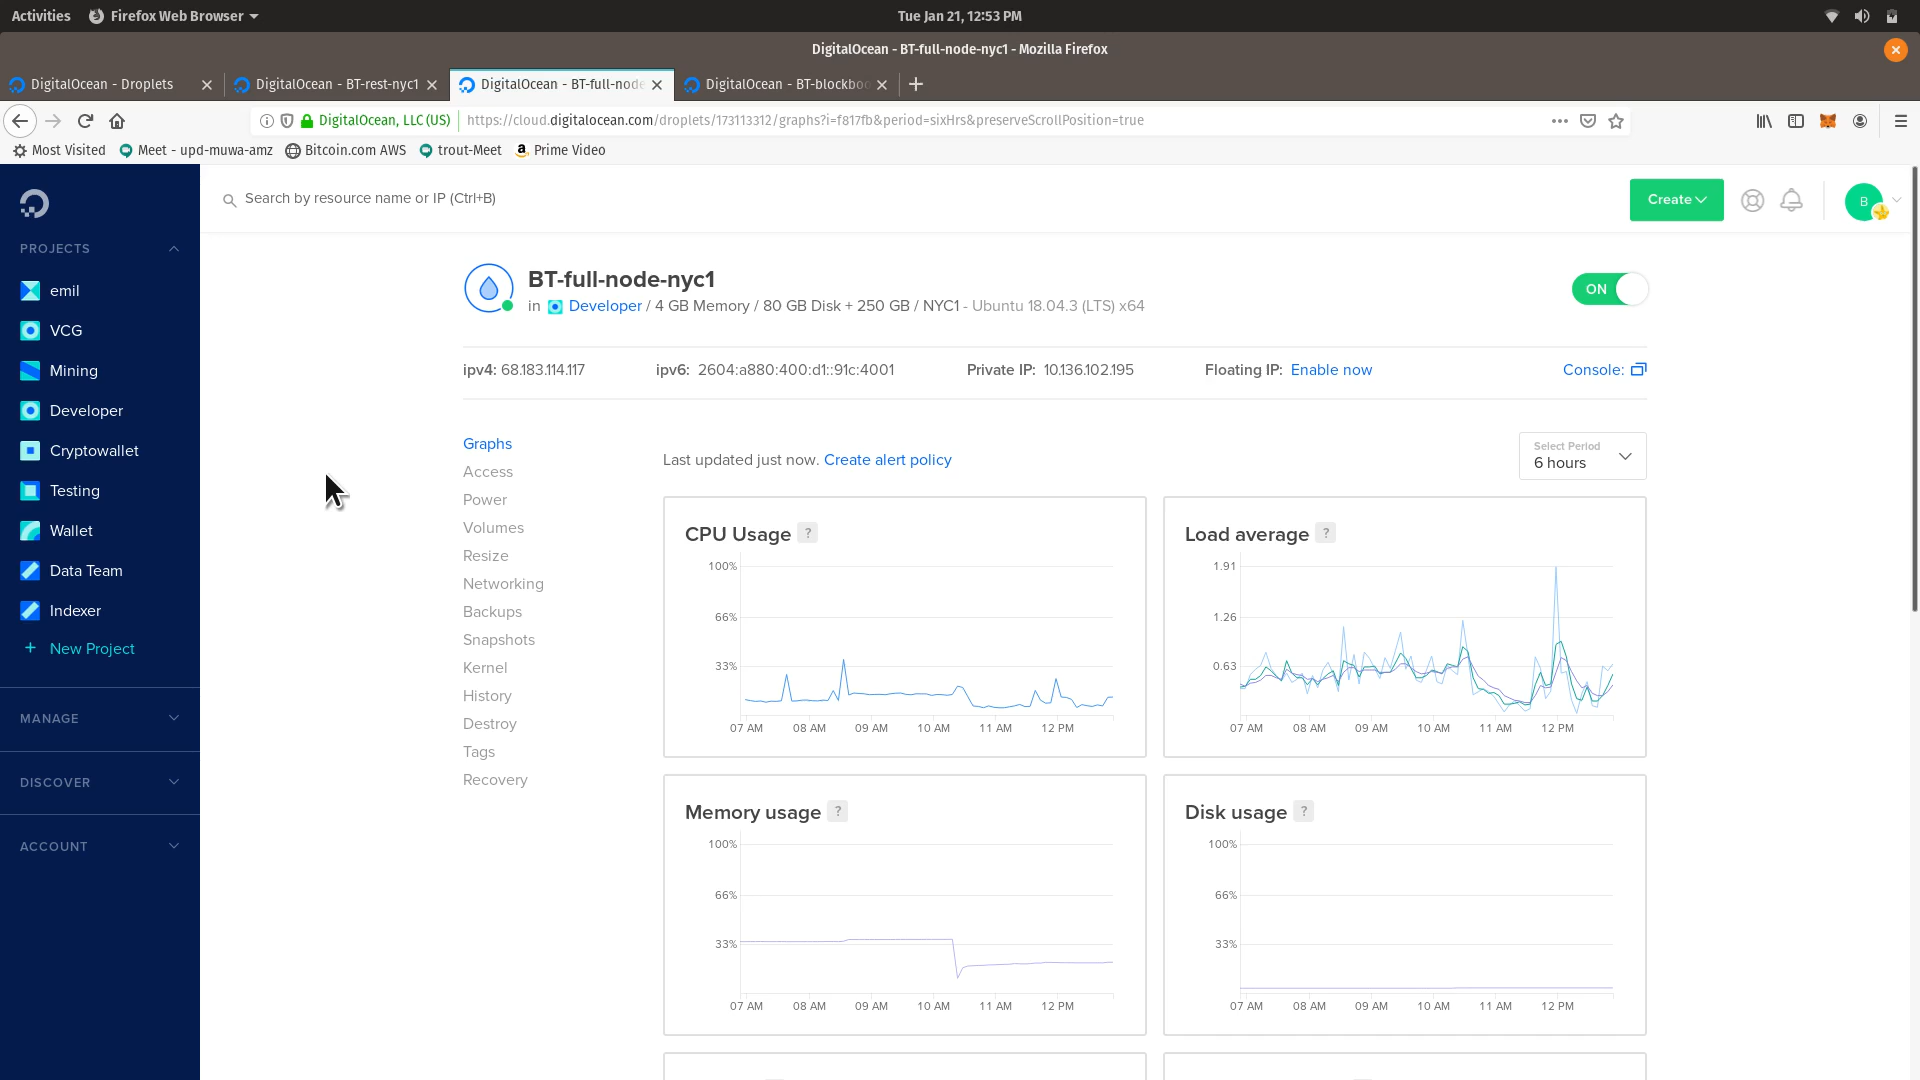 Activities
Firefox Web Browser
Tue Jan 21, 12:53 PM
DigitalOcean - BT-full-node-nyc1 - Mozilla Firefox
DigitalOcean - Droplets
DigitalOcean - BT-rest-nyc1
DigitalOcean - BT-full-node
DigitalOcean - BT-blockboo
DigitalOcean, LLC (US)
https://cloud.digitalocean.com/droplets/173113312/graphs?i=f817fb&period=sixHrs&preserveScrollPosition=true
Most Visited
Meet - upd-muwa-amz
Bitcoin.com AWS
trout-Meet
Prime Video
Search by resource name or IP (Ctrl+B)
Create
B
PROJECTS
emil
VCG
Mining
Developer
Cryptowallet
Testing
Wallet
Data Team
Indexer
+ New Project
MANAGE
DISCOVER
ACCOUNT
BT-full-node-nyc1
in Developer / 4 GB Memory / 80 GB Disk + 250 GB / NYC1 - Ubuntu 18.04.3 (LTS) x64
ON
ipv4: 68.183.114.117
ipv6: 2604:a880:400:d1::91c:4001
Private IP: 10.136.102.195
Floating IP: Enable now
Console:
Graphs
Access
Power
Volumes
Resize
Networking
Backups
Snapshots
Kernel
History
Destroy
Tags
Recovery
Last updated just now. Create alert policy
Select Period
6 hours
CPU Usage ?
100%
66%
33%
07 AM 08 AM 09 AM 10 AM 11 AM 12 PM
Load average ?
1.91
1.26
0.63
07 AM 08 AM 09 AM 10 AM 11 AM 12 PM
Memory usage ?
100%
66%
33%
07 AM 08 AM 09 AM 10 AM 11 AM 12 PM
Disk usage ?
100%
66%
33%
07 AM 08 AM 09 AM 10 AM 11 AM 12 PM